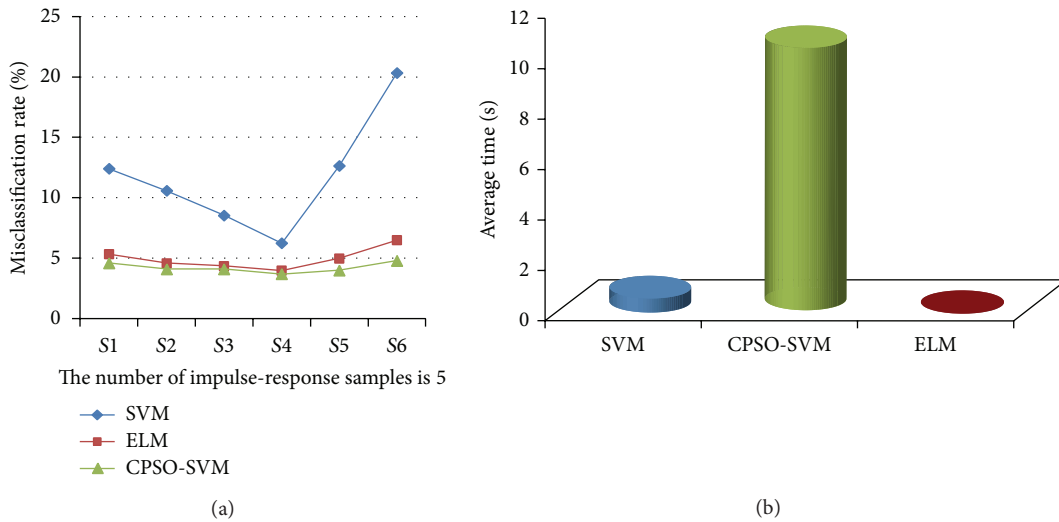 25
20
15
10
5
0
Misclassification rate (%)
S1 S2 S3 S4 S5 S6
The number of impulse-response samples is 5
SVM
ELM
CPSO-SVM
(a)
12
10
8
6
4
2
0
Average time (s)
SVM CPSO-SVM ELM
(b)